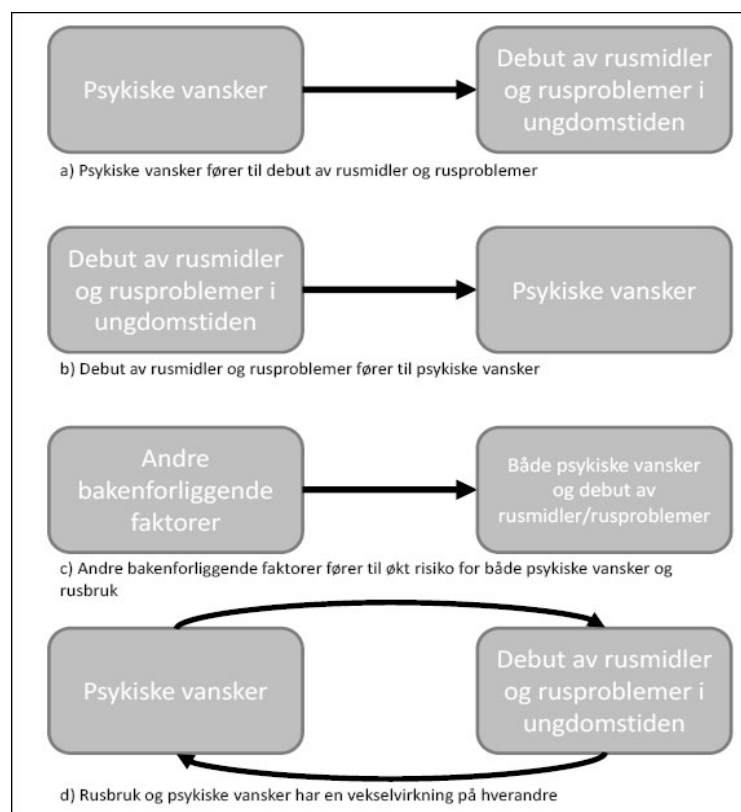 Psykiske vansker
Debut av rusmidler
og rusproblemer i
ungdomstiden
a) Psykiske vansker fører til debut av rusmidler og rusproblemer
Debut av rusmidler
og rusproblemer i
ungdomstiden
Psykiske vansker
b) Debut av rusmidler og rusproblemer fører til psykiske vansker
Andre
bakenforliggende
faktorer
Både psykiske vansker
og debut av
rusmidler/rusproblemer
c) Andre bakenforliggende faktorer fører til økt risiko for både psykiske vansker og
rusbruk
Psykiske vansker
Debut av rusmidler
og rusproblemer i
ungdomstiden
d) Rusbruk og psykiske vansker har en vekselvirkning på hverandre